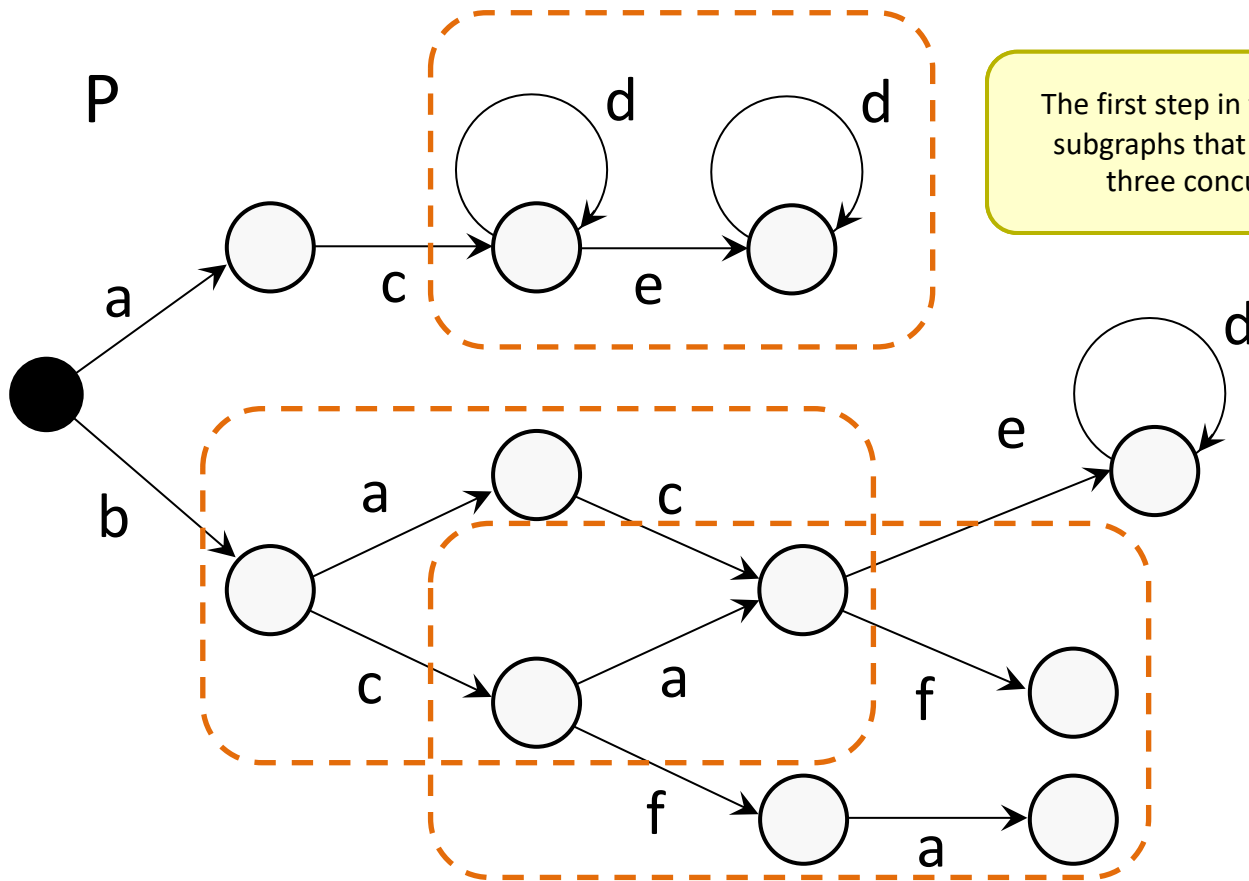 P
d
d
The first step in
subgraphs that
three concu
a
c
e
d
e
b
a
c
c
a
f
f
a